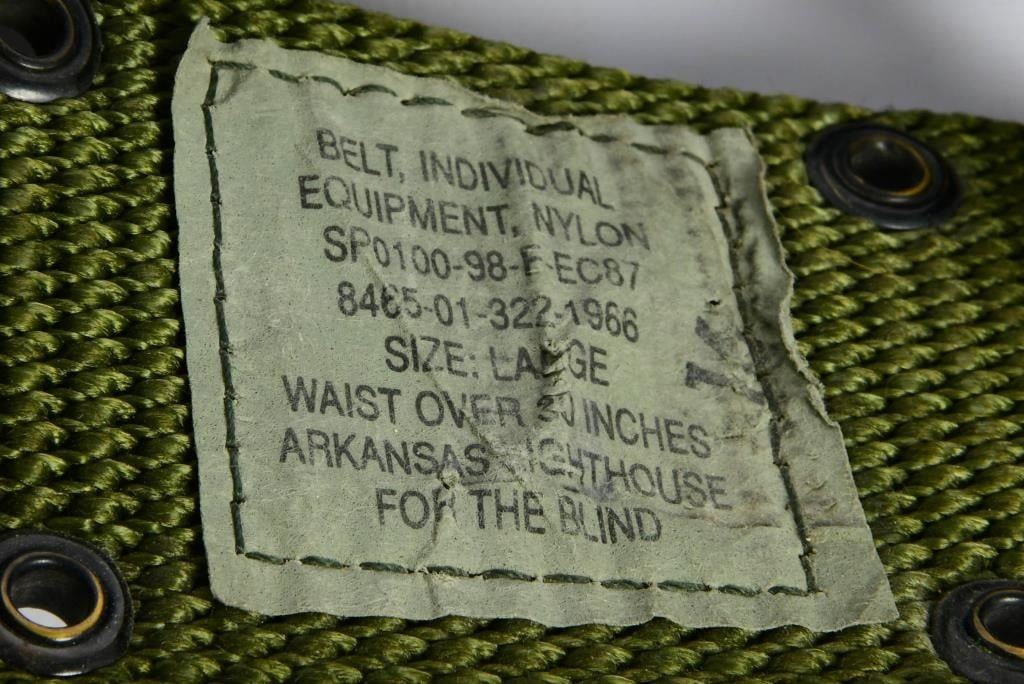 BELT, INDIVIDUAL
EQUIPMENT, NYLON
SP0100-98-F-EC87
8465-01-322-1966
SIZE: LARGE
WAIST OVER 30 INCHES
ARKANSAS LIGHTHOUSE
FOR THE BLIND